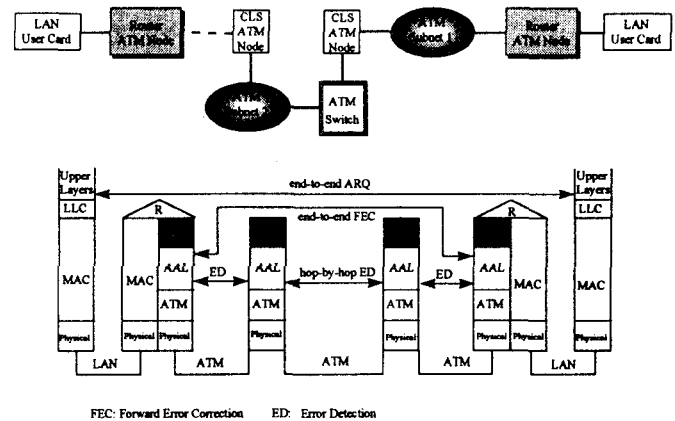 LAN
User Card
Router
ATM Node
CLS
ATM
Node
CLS
ATM
Node
ATM
Subnet 1
Router
ATM Node
LAN
User Card
ATM
Switch
Upper
Layers
LLC
MAC
Physical
R
MAC
Physical
AAL
ATM
Physical
AAL
ATM
Physical
AAL
ATM
Physical
AAL
ATM
Physical
R
MAC
Physical
Upper
Layers
LLC
MAC
Physical
end-to-end ARQ
end-to-end FEC
ED
hop-by-hop ED
ED
LAN
ATM
ATM
ATM
LAN
FEC: Forward Error Correction ED: Error Detection